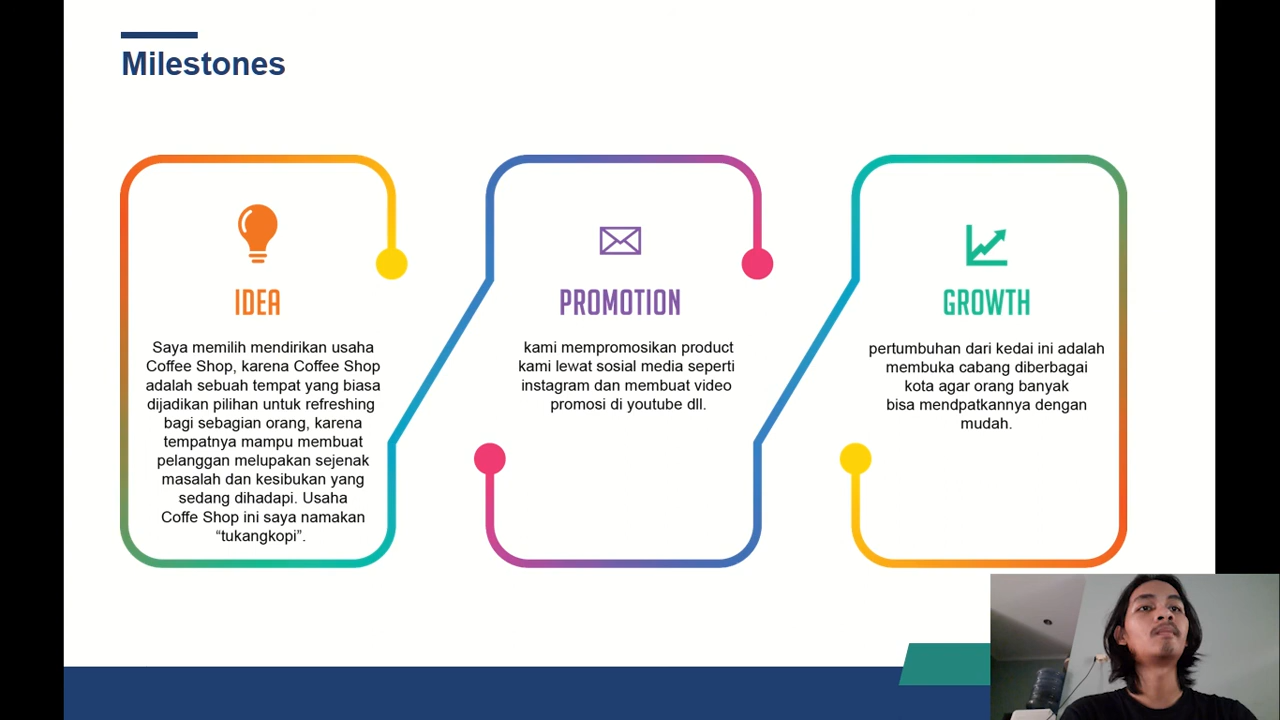 Milestones
IDEA
Saya memilih mendirikan usaha
Coffee Shop, karena Coffee Shop
adalah sebuah tempat yang biasa
dijadikan pilihan untuk refreshing
bagi sebagian orang, karena
tempatnya mampu membuat
pelanggan melupakan sejenak
masalah dan kesibukan yang
sedang dihadapi. Usaha
Coffe Shop ini saya namakan
“tukangkopi”.
PROMOTION
kami mempromosikan product
kami lewat sosial media seperti
instagram dan membuat video
promosi di youtube dll.
GROWTH
pertumbuhan dari kedai ini adalah
membuka cabang diberbagai
kota agar orang banyak
bisa mendpatkannya dengan
mudah.